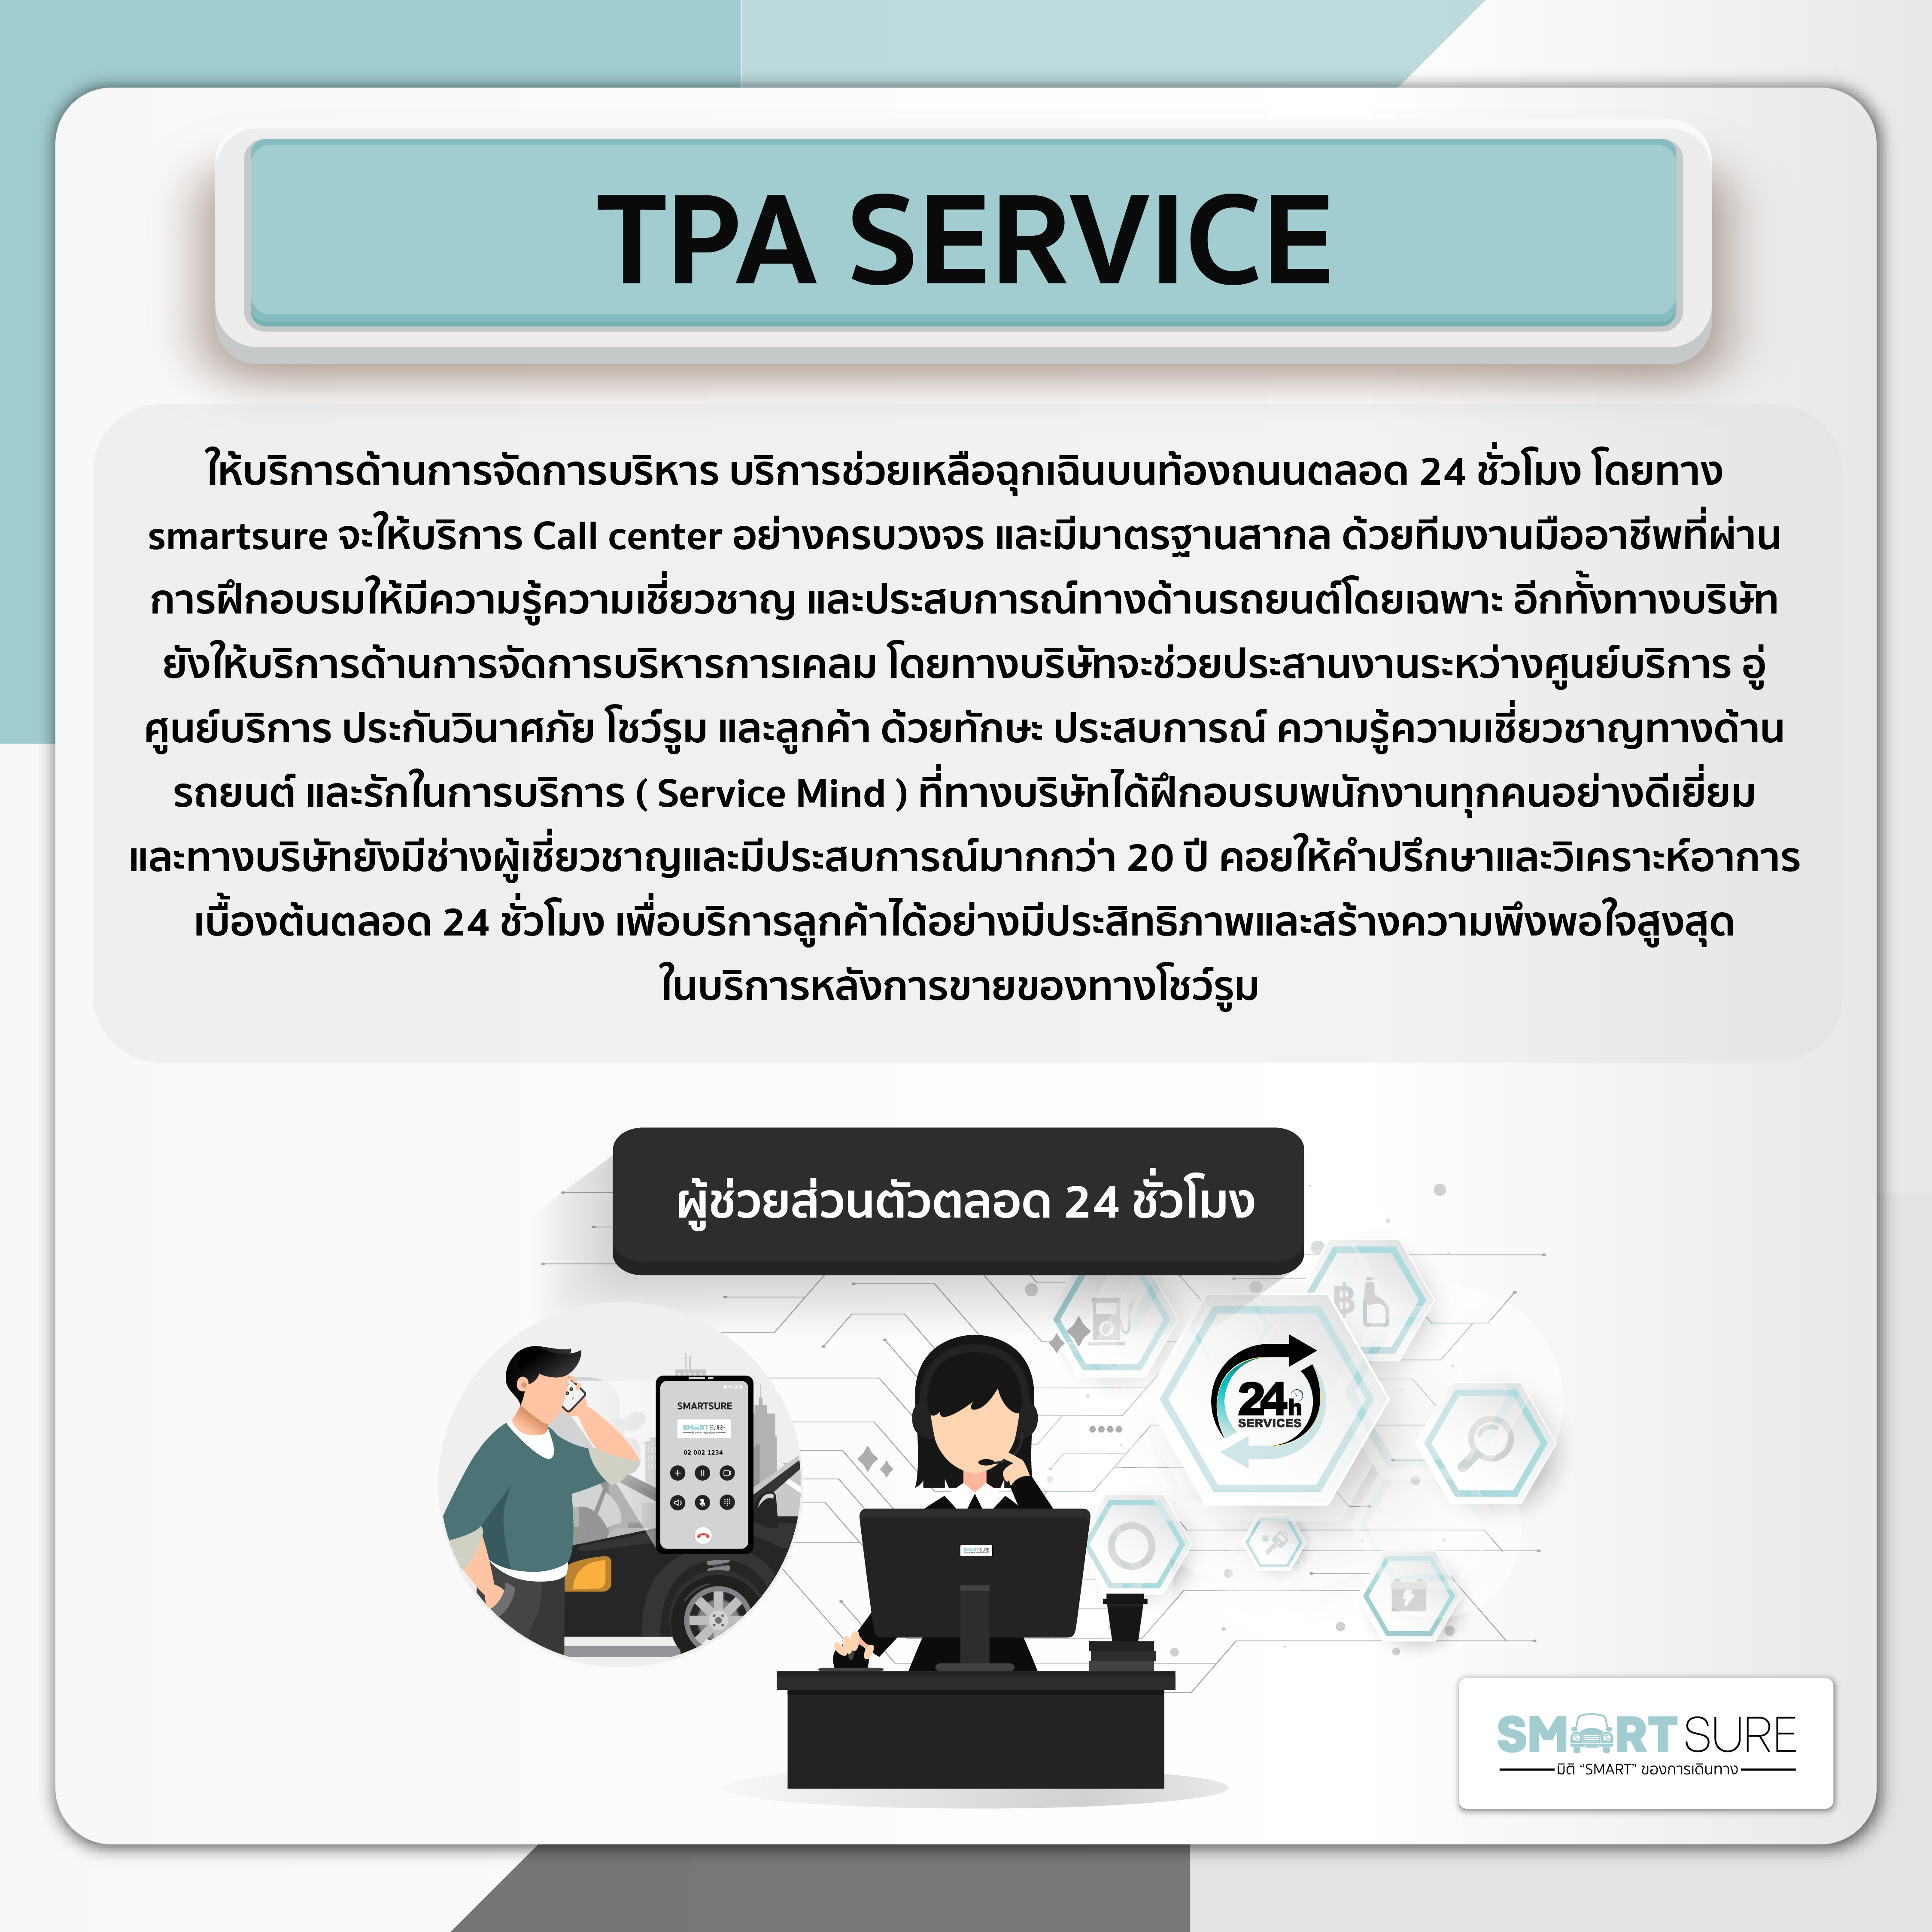 TPA SERVICE
ให้บริการด้านการจัดการบริหาร บริการช่วยเหลือฉุกเฉินบนท้องถนนตลอด 24 ชั่วโมง โดยทาง
smartsure จะให้บริการ Call center อย่างครบวงจร และมีมาตรฐานสากล ด้วยทีมงานมืออาชีพที่ผ่าน
การฝึกอบรมให้มีความรู้ความเชี่ยวชาญ และประสบการณ์ทางด้านรถยนต์โดยเฉพาะ อีกทั้งทางบริษัท
ยังให้บริการด้านการจัดการบริหารการเคลม โดยทางบริษัทจะช่วยประสานงานระหว่างศูนย์บริการ อู่
ศูนย์บริการ ประกันวินาศภัย โชว์รูม และลูกค้า ด้วยทักษะ ประสบการณ์ ความรู้ความเชี่ยวชาญทางด้าน
รถยนต์ และรักในการบริการ ( Service Mind ) ที่ทางบริษัทได้ฝึกอบรบพนักงานทุกคนอย่างดีเยี่ยม
และทางบริษัทยังมีช่างผู้เชี่ยวชาญและมีประสบการณ์มากกว่า 20 ปี คอยให้คำปรึกษาและวิเคราะห์อาการ
เบื้องต้นตลอด 24 ชั่วโมง เพื่อบริการลูกค้าได้อย่างมีประสิทธิภาพและสร้างความพึงพอใจสูงสุด
ในบริการหลังการขายของทางโชว์รูม
ผู้ช่วยส่วนตัวตลอด 24 ชั่วโมง
฿
24h
SERVICES
SMARTSURE
SMARTSURE
02-002-1234
SMARTSURE
SMART SURE
มิติ “SMART” ของการเดินทาง